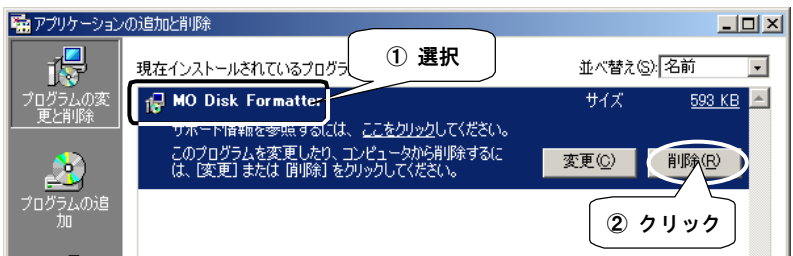 アプリケーションの追加と削除
① 選択
現在インストールされているプログラ
並べ替え(S): 名前
プログラムの変
更と削除
MO Disk Formatter
サイズ 593 KB
サポート情報を参照するには、ここをクリックしてください。
このプログラムを変更したり、コンピュータから削除するに
は、[変更] または [削除] をクリックしてください。
変更(C) 削除(R)
プログラムの追
加
② クリック